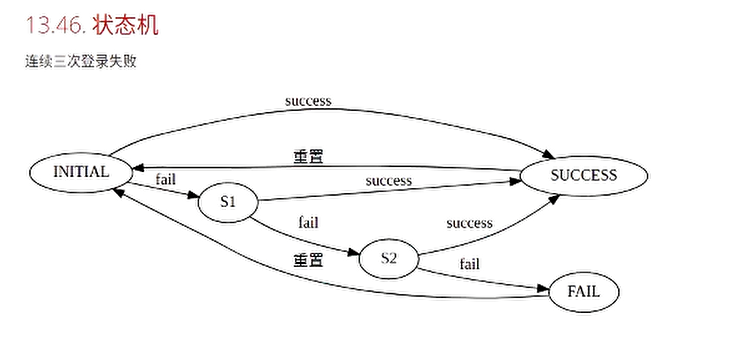 13.46. 状态机
连续三次登录失败
success
重置
INITIAL
SUCCESS
fail
success
S1
fail
success
重置
S2
fail
FAIL